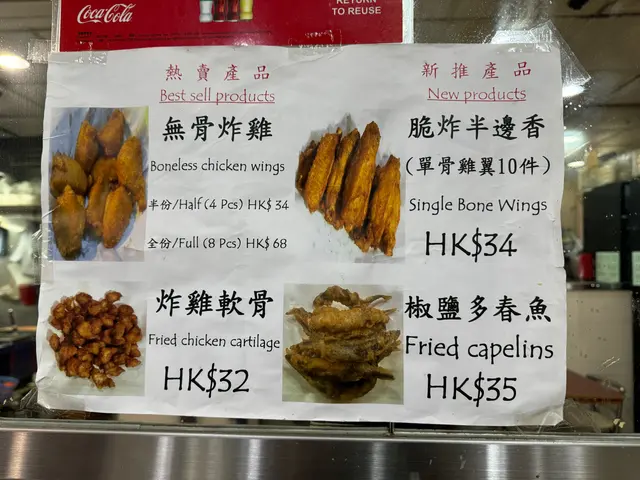 Coca-Cola
RETURN
TO REUSE
熱賣產品
Best sell products
無骨炸雞
Boneless chicken wings
半份/Half (4 Pcs) HK$ 34
全份/Full (8 Pcs) HK$ 68
炸雞軟骨
Fried chicken cartilage
HK$32
新推產品
New products
脆炸半邊香
(單骨雞翼10件)
Single Bone Wings
HK$34
椒鹽多春魚
Fried capelins
HK$35